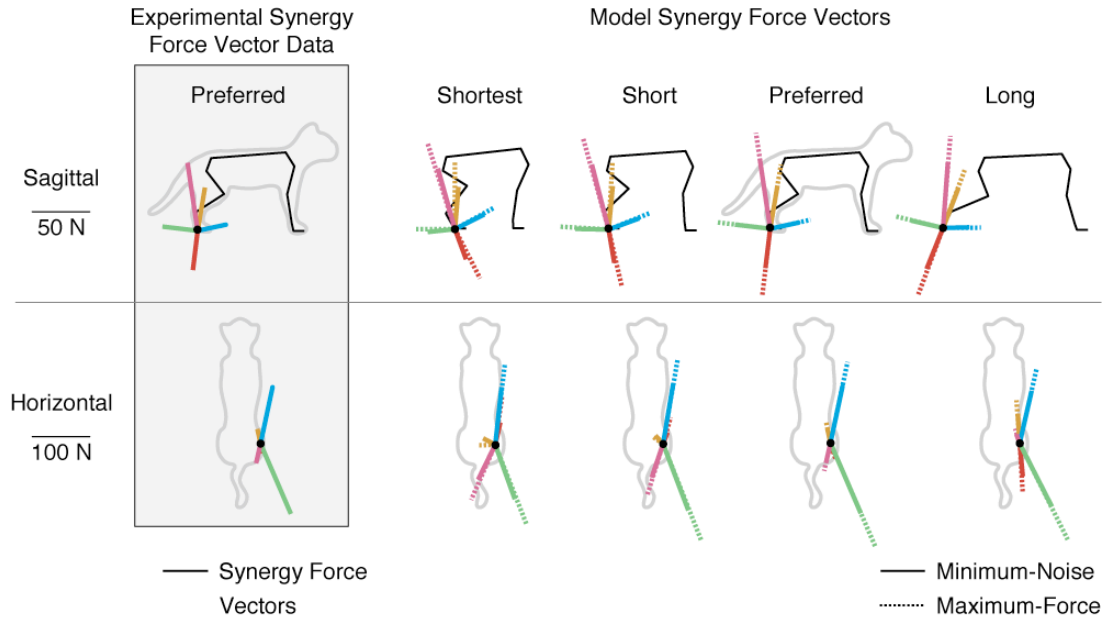 Experimental Synergy
Force Vector Data
Model Synergy Force Vectors
Preferred
Shortest
Short
Preferred
Long
Sagittal
50 N
Horizontal
100 N
Synergy Force
Vectors
Minimum-Noise
Maximum-Force